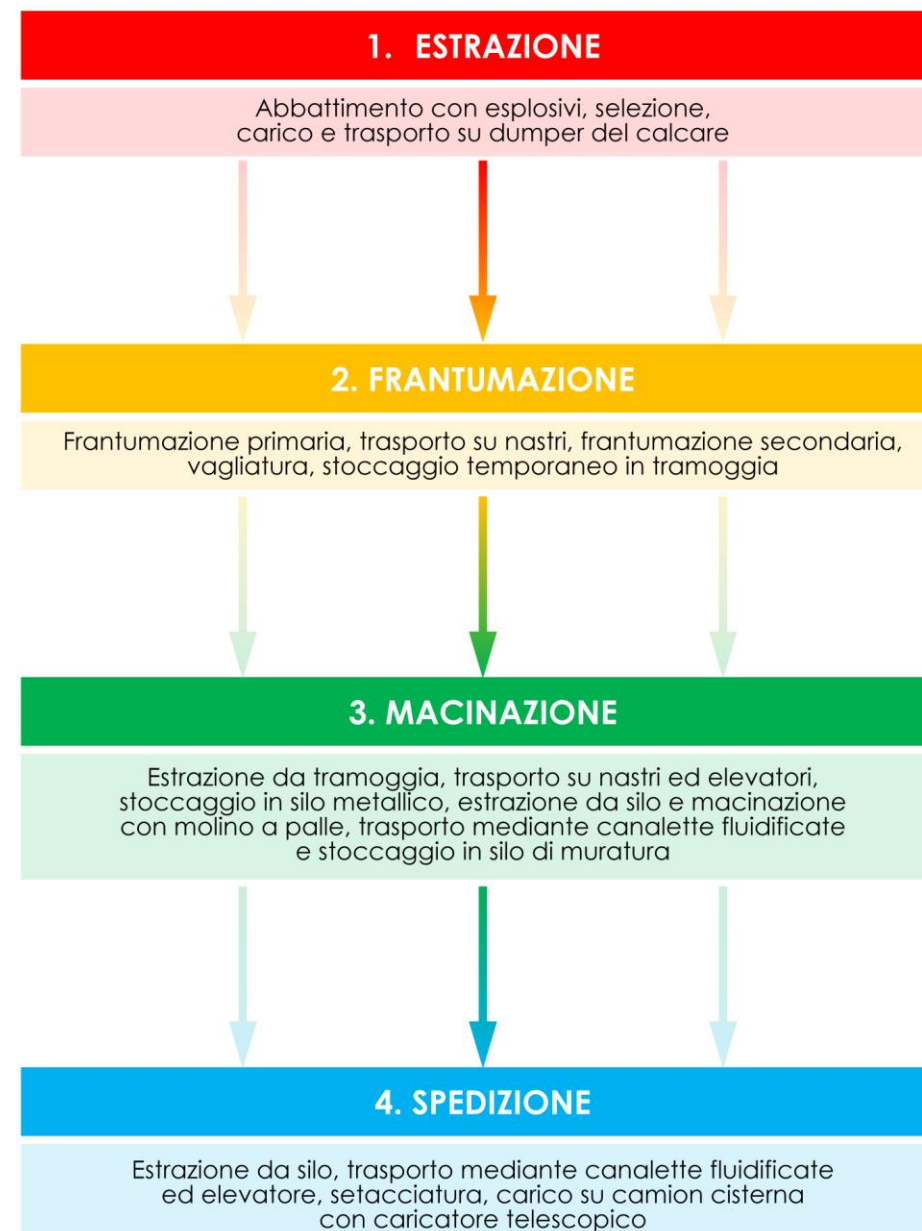 1. ESTRAZIONE
Abbattimento con esplosivi, selezione,
carico e trasporto su dumper del calcare
2. FRANTUMAZIONE
Frantumazione primaria, trasporto su nastri, frantumazione secondaria,
vagliatura, stoccaggio temporaneo in tramoggia
3. MACINAZIONE
Estrazione da tramoggia, trasporto su nastri ed elevatori,
stoccaggio in silo metallico, estrazione da silo e macinazione
con molino a palle, trasporto mediante canalette fluidificate
e stoccaggio in silo di muratura
4. SPEDIZIONE
Estrazione da silo, trasporto mediante canalette fluidificate
ed elevatore, setacciatura, carico su camion cisterna
con caricatore telescopico